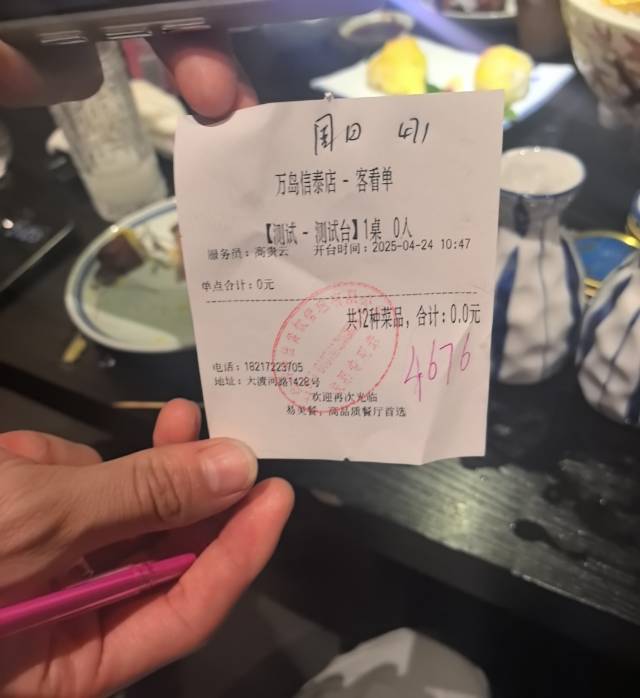 周日
万岛信泰店 - 客看单
【测试 - 测试台】1桌 0人
服务员：高贵云 开台时间：2025-04-24 10:47
单点合计：0元
共12种菜品，合计：0.0元
4676
电话：18217223705
地址：大渡河路1428号
欢迎再次光临
易美餐，高品质餐厅首选